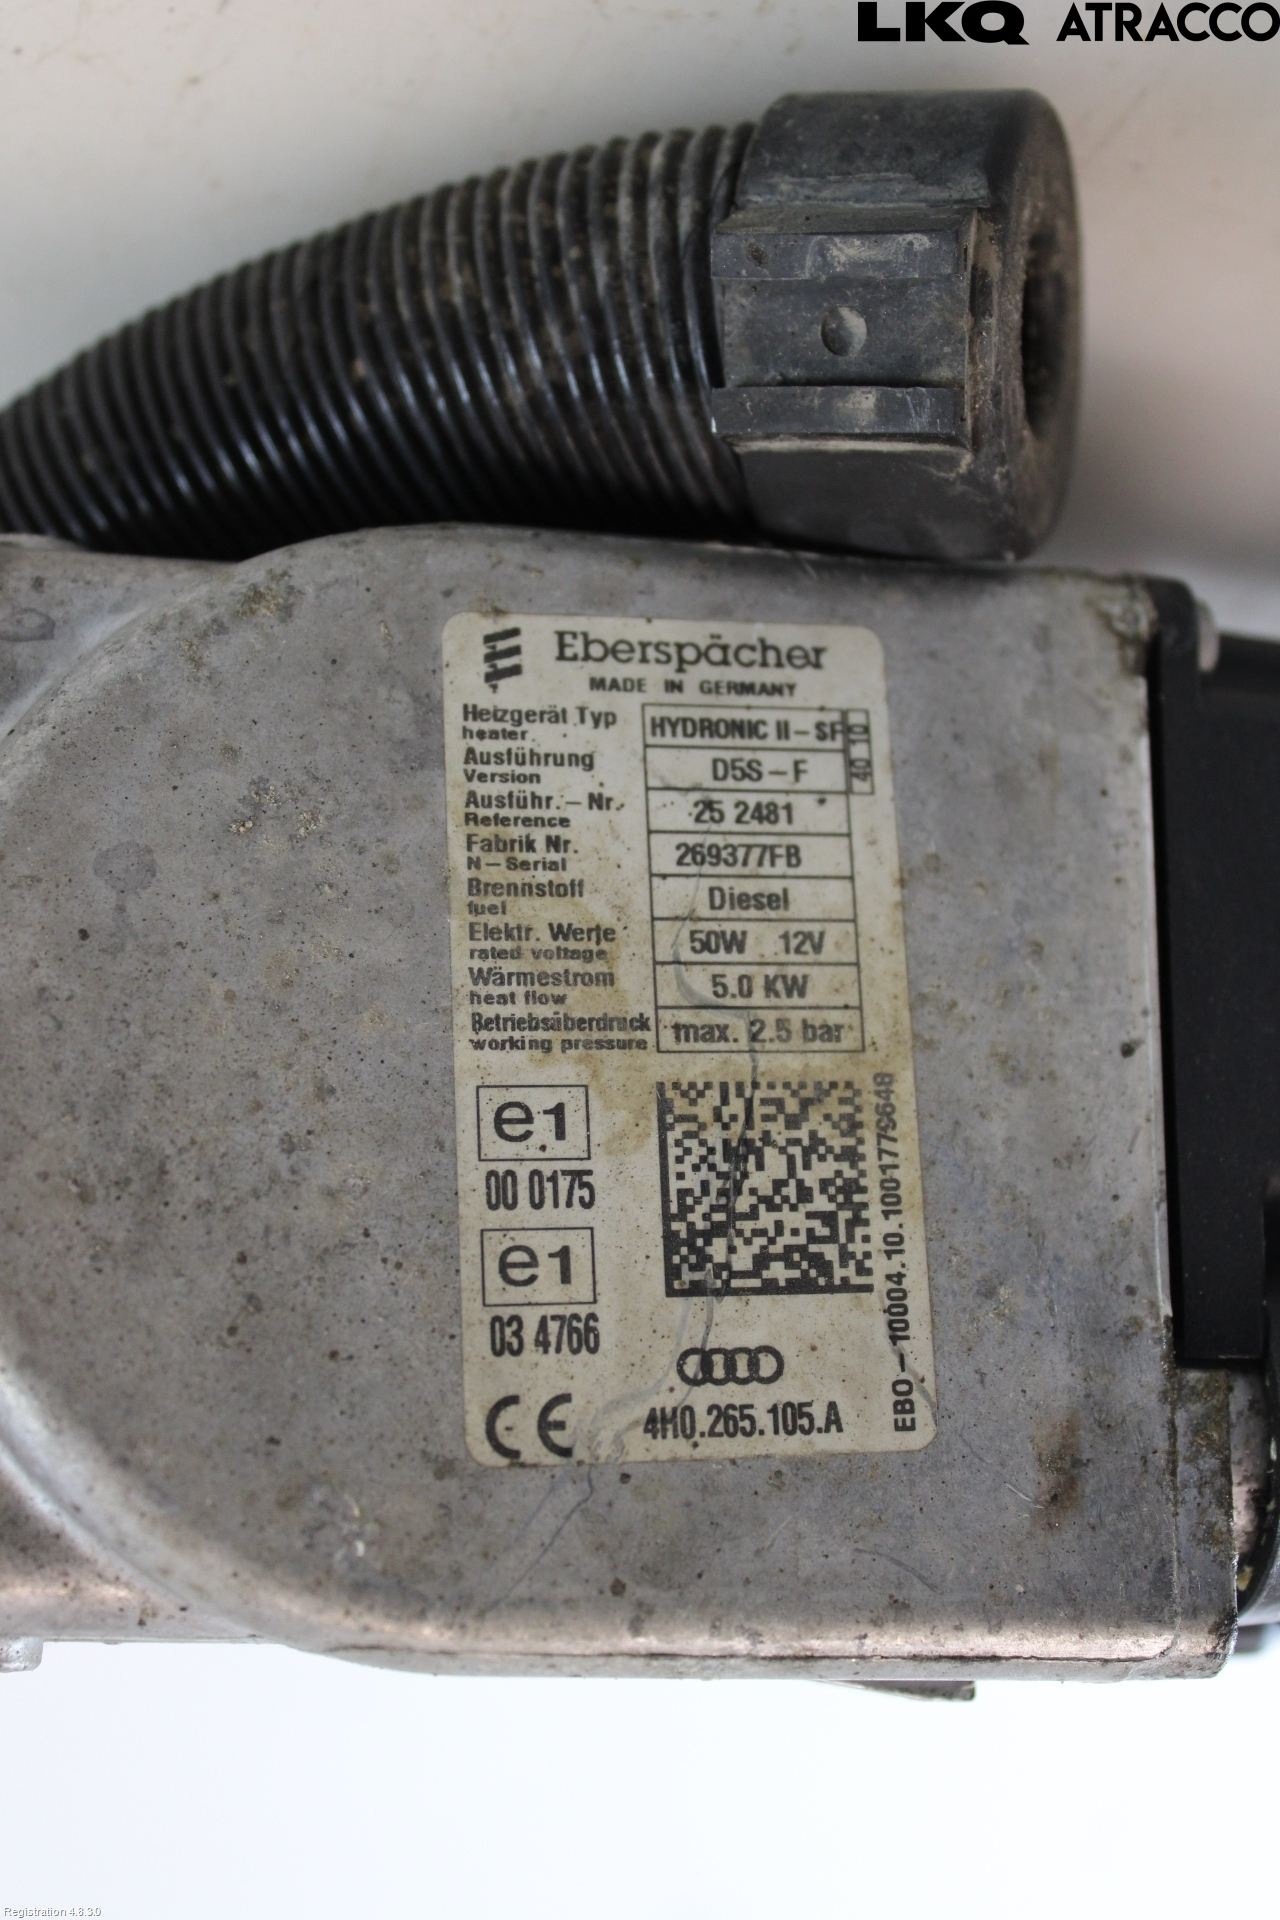 LKQ ATRACCO
Eberspächer
MADE IN GERMANY
Heizgerät Typ HYDRONIC II-SF 40 10
heater
Ausführung D5S-F
Version
Ausführ.-Nr. 25 2481
Reference
Fabrik Nr. 269377FB
N-Serial
Brennstoff Diesel
fuel
Elektr. Werte 50W 12V
rated voltage
Wärmestrom 5.0 KW
heat flow
Betriebsüberdruck max. 2.5 bar
working pressure
e1
00 0175
e1
03 4766
CE
4H0.265.105.A
EBO-10004.10.1001779648
Registration 4.8.3.0